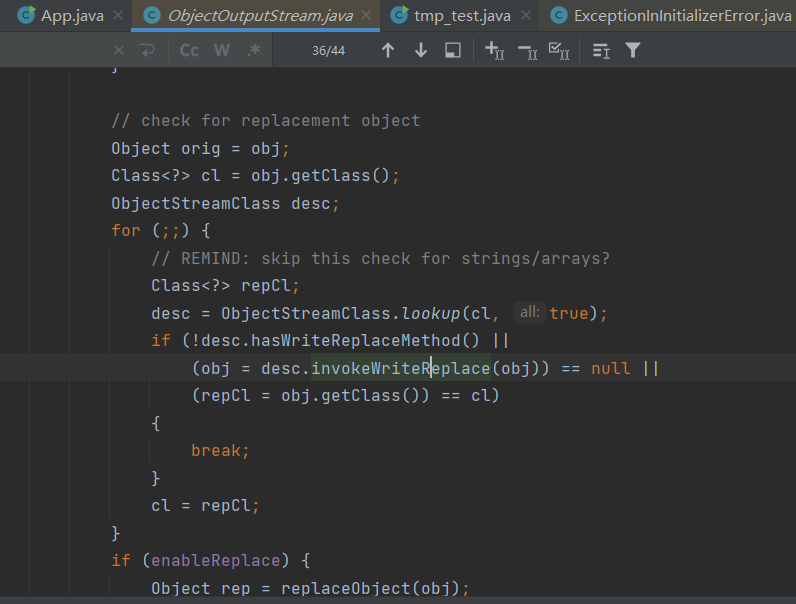 App.java ObjectOutputStream.java tmp_test.java ExceptionInInitializerError.java
Cc W .* 36/44
}
// check for replacement object
Object orig = obj;
Class<?> cl = obj.getClass();
ObjectStreamClass desc;
for (;;) {
// REMIND: skip this check for strings/arrays?
Class<?> repCl;
desc = ObjectStreamClass.lookup(cl, all: true);
if (!desc.hasWriteReplaceMethod() ||
(obj = desc.invokeWriteReplace(obj)) == null ||
(repCl = obj.getClass()) == cl)
{
break;
}
cl = repCl;
}
if (enableReplace) {
Object rep = replaceObject(obj);